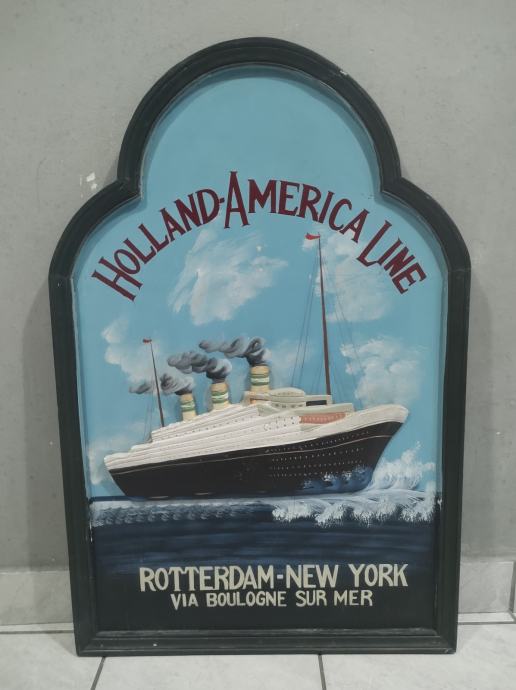 HOLLAND-AMERICA LINE
ROTTERDAM-NEW YORK
VIA BOULOGNE SUR MER